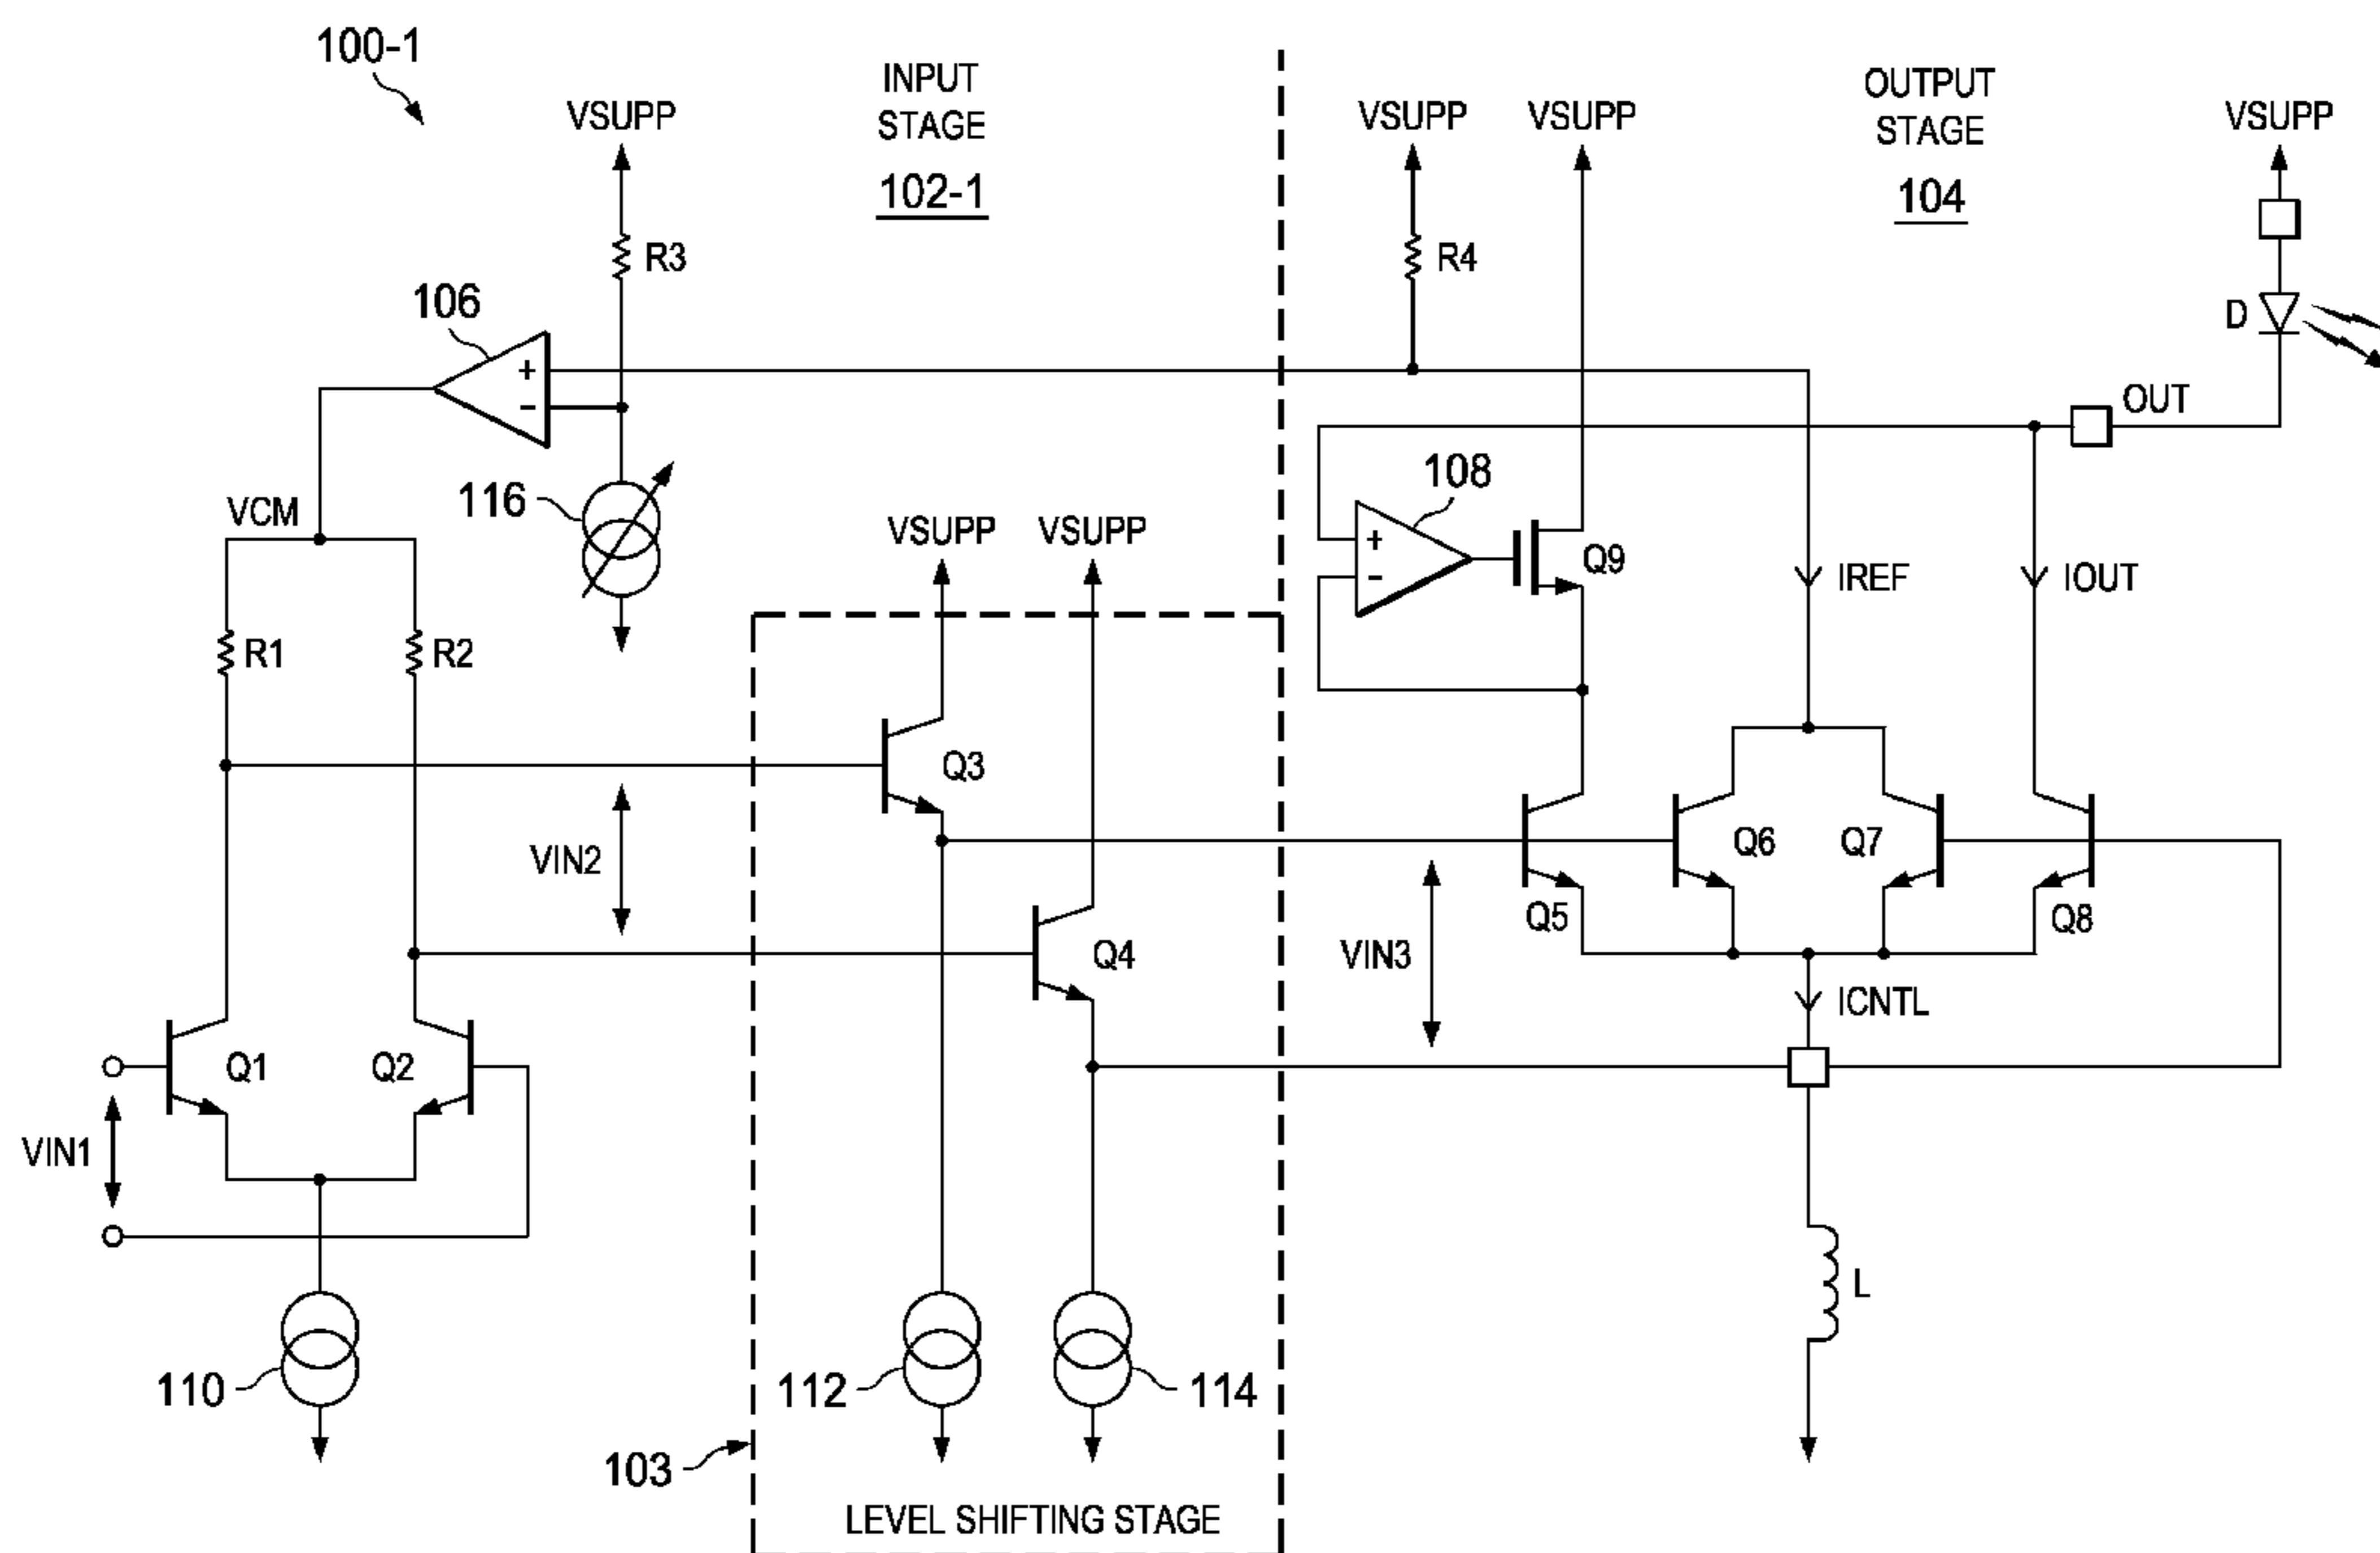 100-1
INPUT
STAGE
102-1
OUTPUT
STAGE
104
VSUPP
VSUPP
VSUPP
VSUPP
R3
R4
106
+
-
D
OUT
116
108
+
-
Q9
VCM
VSUPP
VSUPP
IREF
IOUT
R1
R2
Q3
VIN2
Q6
Q7
Q5
Q8
Q4
VIN3
ICNTL
Q1
Q2
VIN1
L
110
112
114
103
LEVEL SHIFTING STAGE